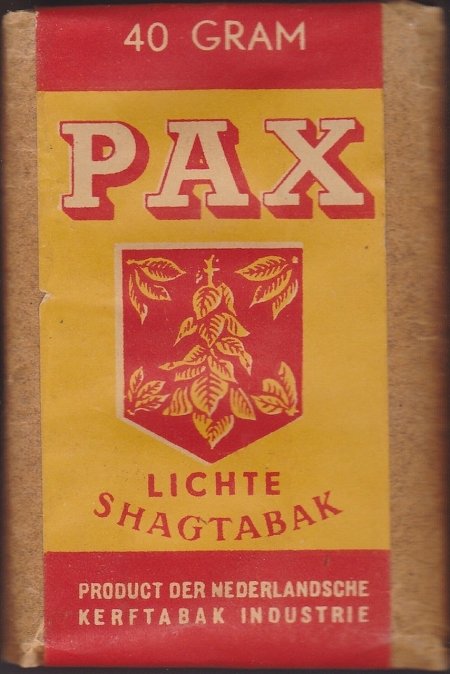 40 GRAM
PAX
LICHTE
SHAGTABAK
PRODUCT DER NEDERLANDSCHE
KERFTABAK INDUSTRIE